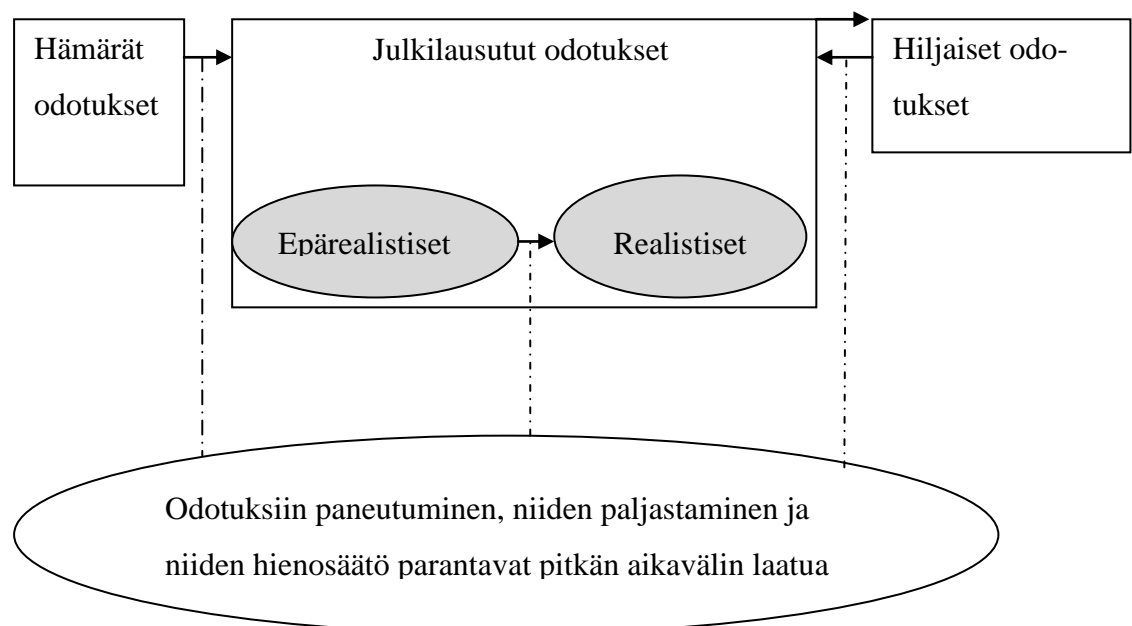 Hämärät
odotukset
Julkilausutut odotukset
Hiljaiset odo-
tukset
Epärealistiset
Realistiset
Odotuksiin paneutuminen, niiden paljastaminen ja
niiden hienosäätö parantavat pitkän aikavälin laatua